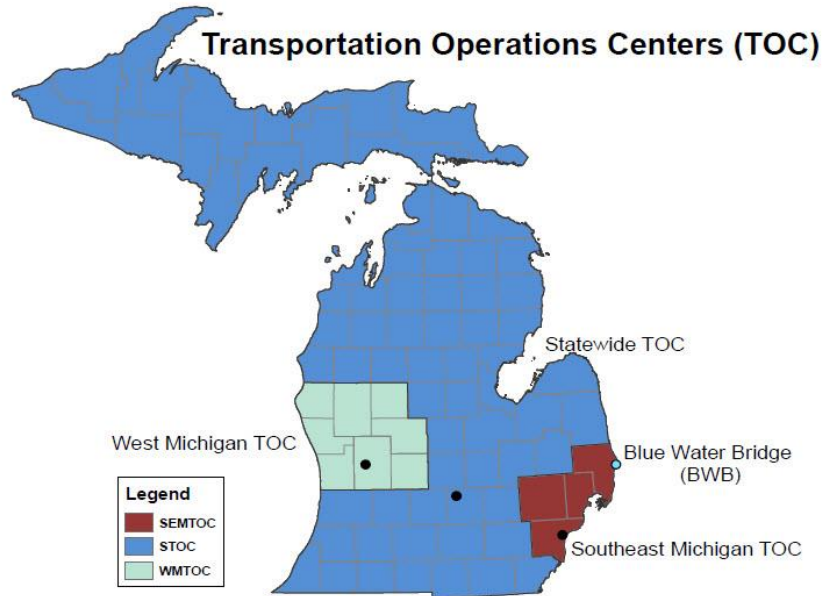 Transportation Operations Centers (TOC)
Statewide TOC
West Michigan TOC
Blue Water Bridge
(BWB)
Legend
SEMTOC
STOC
WMTOC
Southeast Michigan TOC